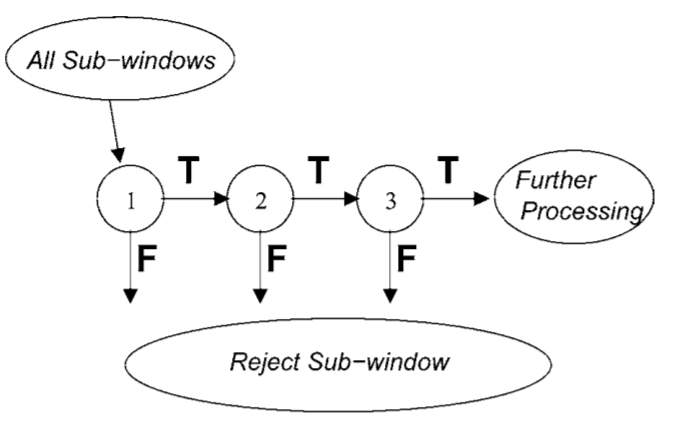 All Sub-windows
T
T
T
1
2
3
Further
Processing
F
F
F
Reject Sub-window